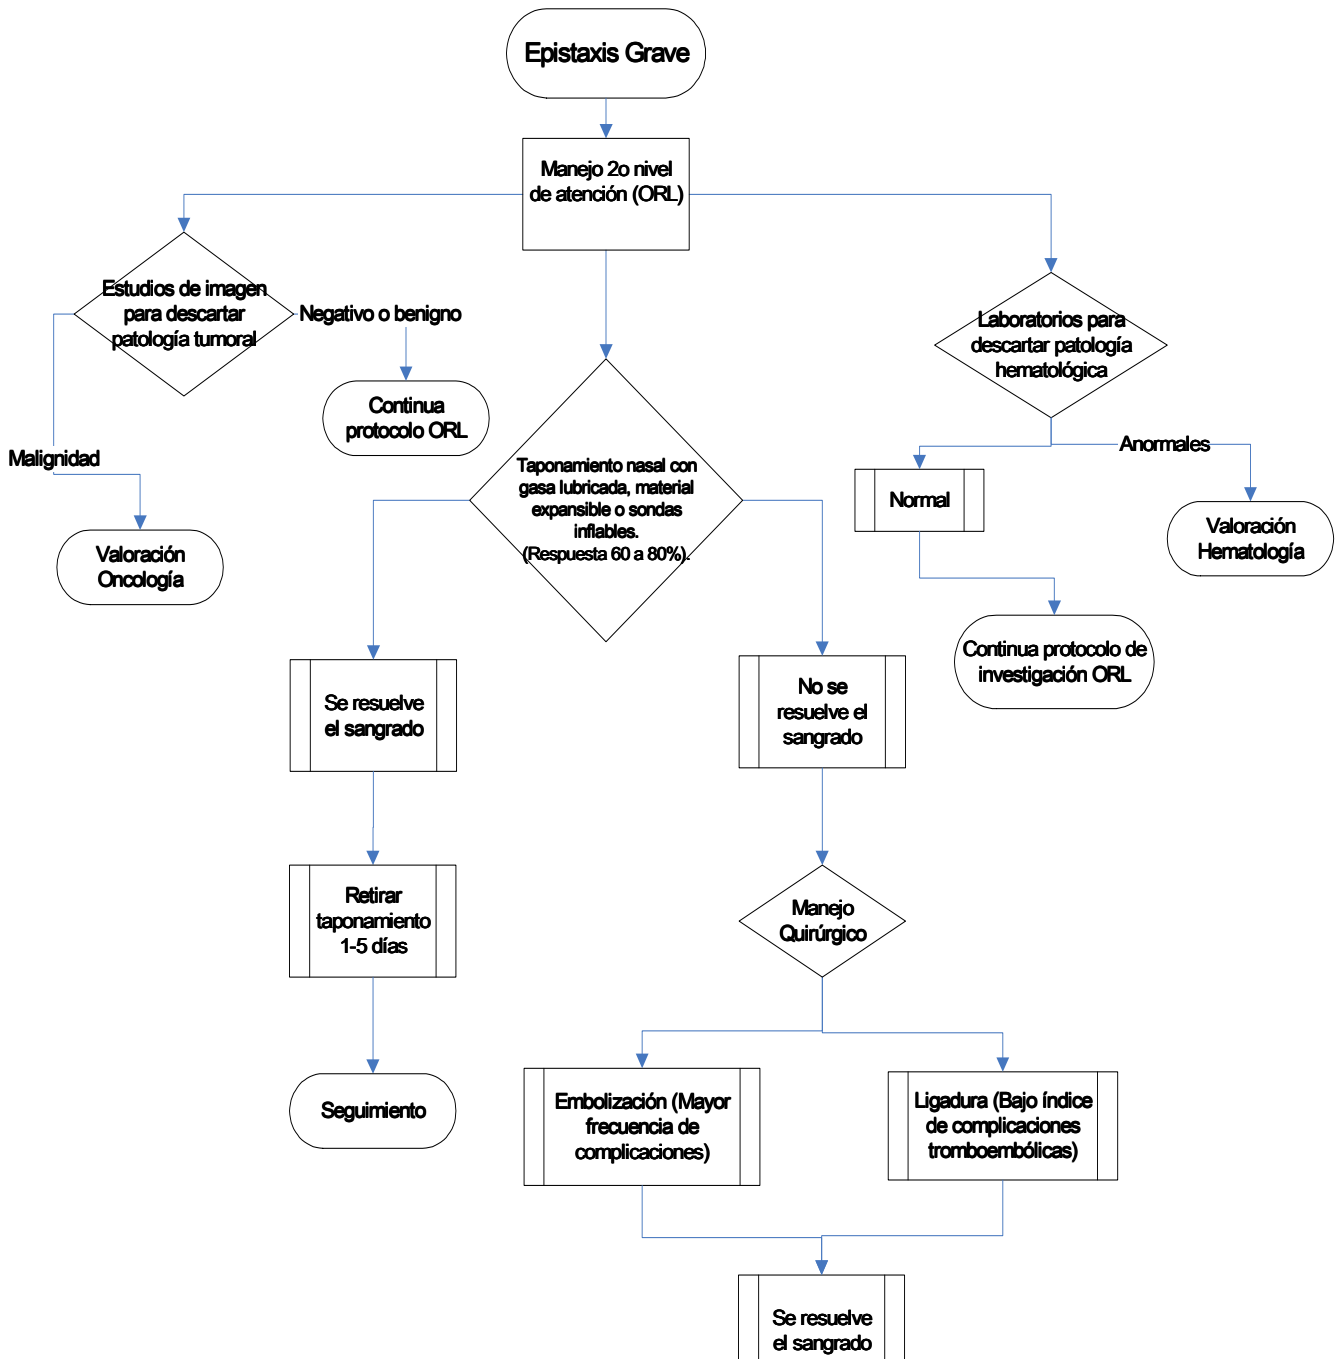 Epistaxis Grave
Manejo 2o nivel
de atención (ORL)
Estudios de imagen
para descartar
patología tumoral
Negativo o benigno
Continua
protocolo ORL
Malignidad
Valoración
Oncología
Taponamiento nasal con
gasa lubricada, material
expansible o sondas
inflables.
(Respuesta 60 a 80%).
Laboratorios para
descartar patología
hematológica
Anormales
Normal
Valoración
Hematología
Continua protocolo de
investigación ORL
Se resuelve
el sangrado
No se
resuelve el
sangrado
Retirar
taponamiento
1-5 días
Manejo
Quirúrgico
Seguimiento
Embolización (Mayor
frecuencia de
complicaciones)
Ligadura (Bajo índice
de complicaciones
tromboembólicas)
Se resuelve
el sangrado